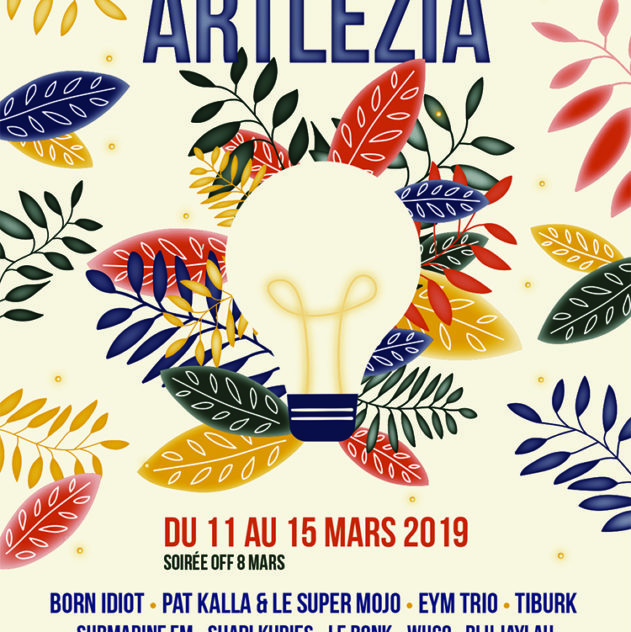 ARTLEZIA
DU 11 AU 15 MARS 2019
SOIRÉE OFF 8 MARS
BORN IDIOT • PAT KALLA & LE SUPER MOJO • EYM TRIO • TIBURK